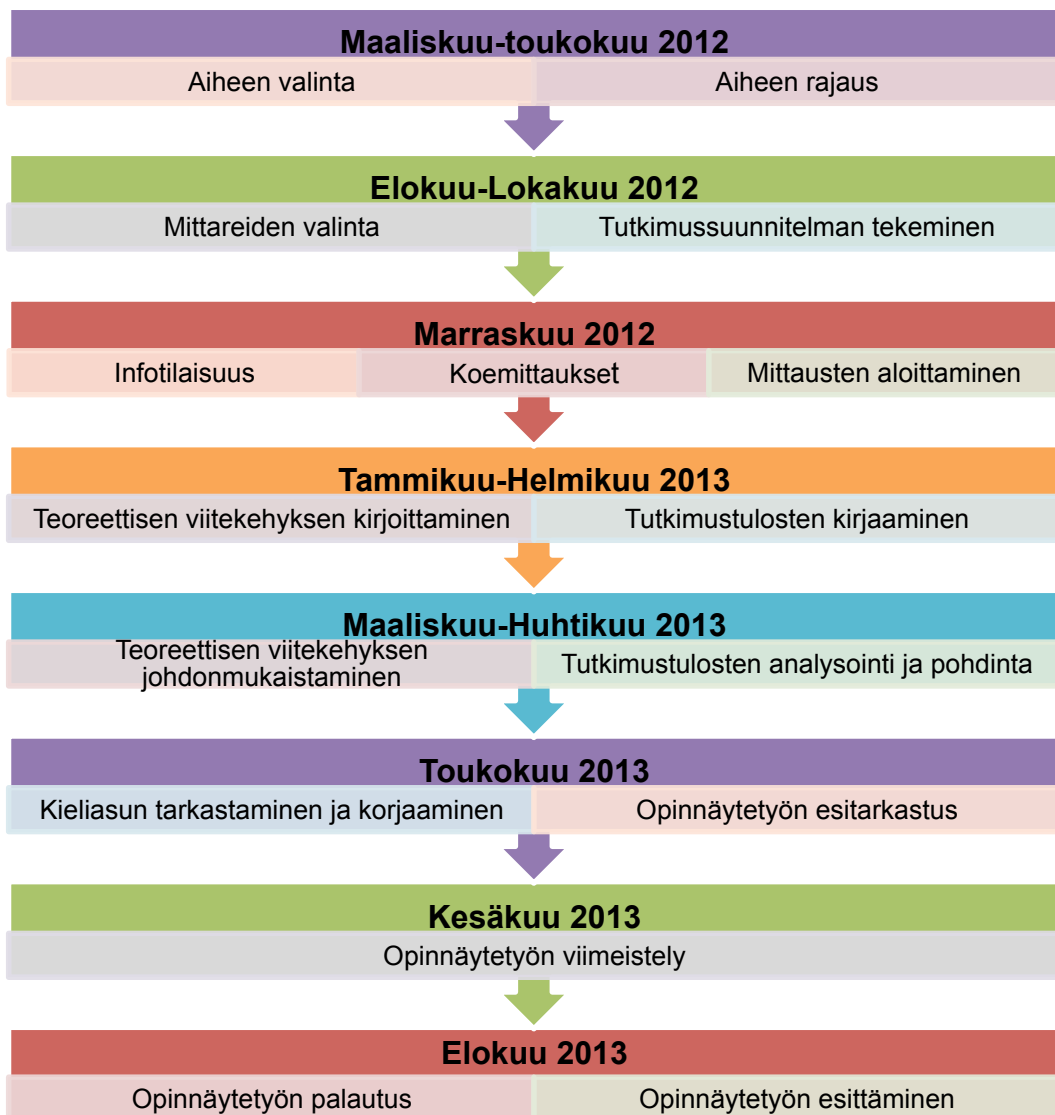 Maaliskuu-toukokuu 2012
Aiheen valinta
Aiheen rajaus
Elokuu-Lokakuu 2012
Mittareiden valinta
Tutkimussuunnitelman tekeminen
Marraskuu 2012
Infotilaisuus
Koemittaukset
Mittausten aloittaminen
Tammikuu-Helmikuu 2013
Teoreettisen viitekehyksen kirjoittaminen
Tutkimustulosten kirjaaminen
Maaliskuu-Huhtikuu 2013
Teoreettisen viitekehyksen
johdonmukaistaminen
Tutkimustulosten analysointi ja pohdinta
Toukokuu 2013
Kieliasun tarkastaminen ja korjaaminen
Opinnäytetyön esitarkastus
Kesäkuu 2013
Opinnäytetyön viimeistely
Elokuu 2013
Opinnäytetyön palautus
Opinnäytetyön esittäminen